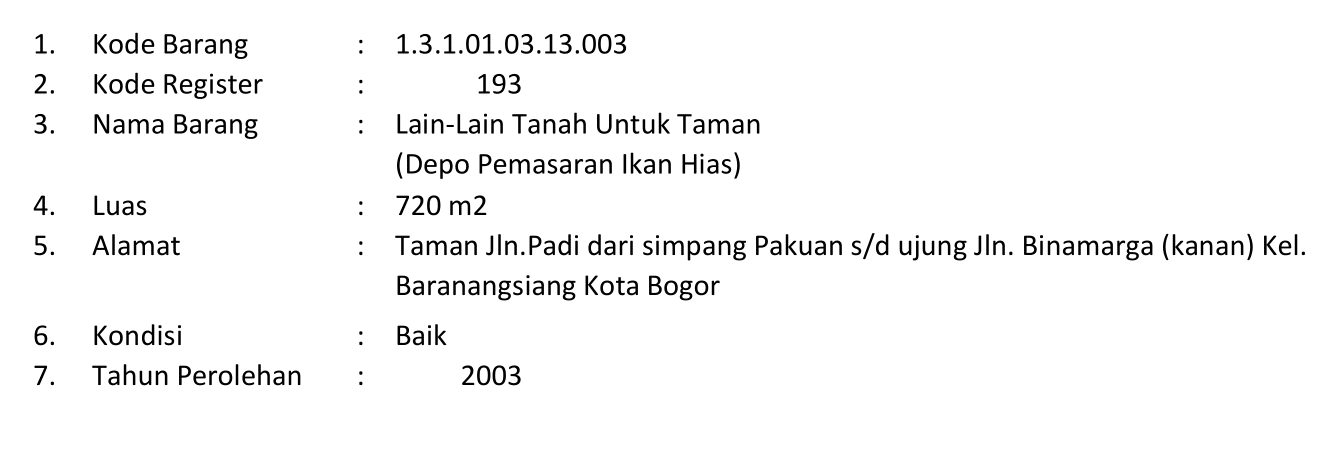 1. Kode Barang : 1.3.1.01.03.13.003
2. Kode Register : 193
3. Nama Barang : Lain-Lain Tanah Untuk Taman
(Depo Pemasaran Ikan Hias)
4. Luas : 720 m2
5. Alamat : Taman Jln.Padi dari simpang Pakuan s/d ujung Jln. Binamarga (kanan) Kel.
Baranangsiang Kota Bogor
6. Kondisi : Baik
7. Tahun Perolehan : 2003